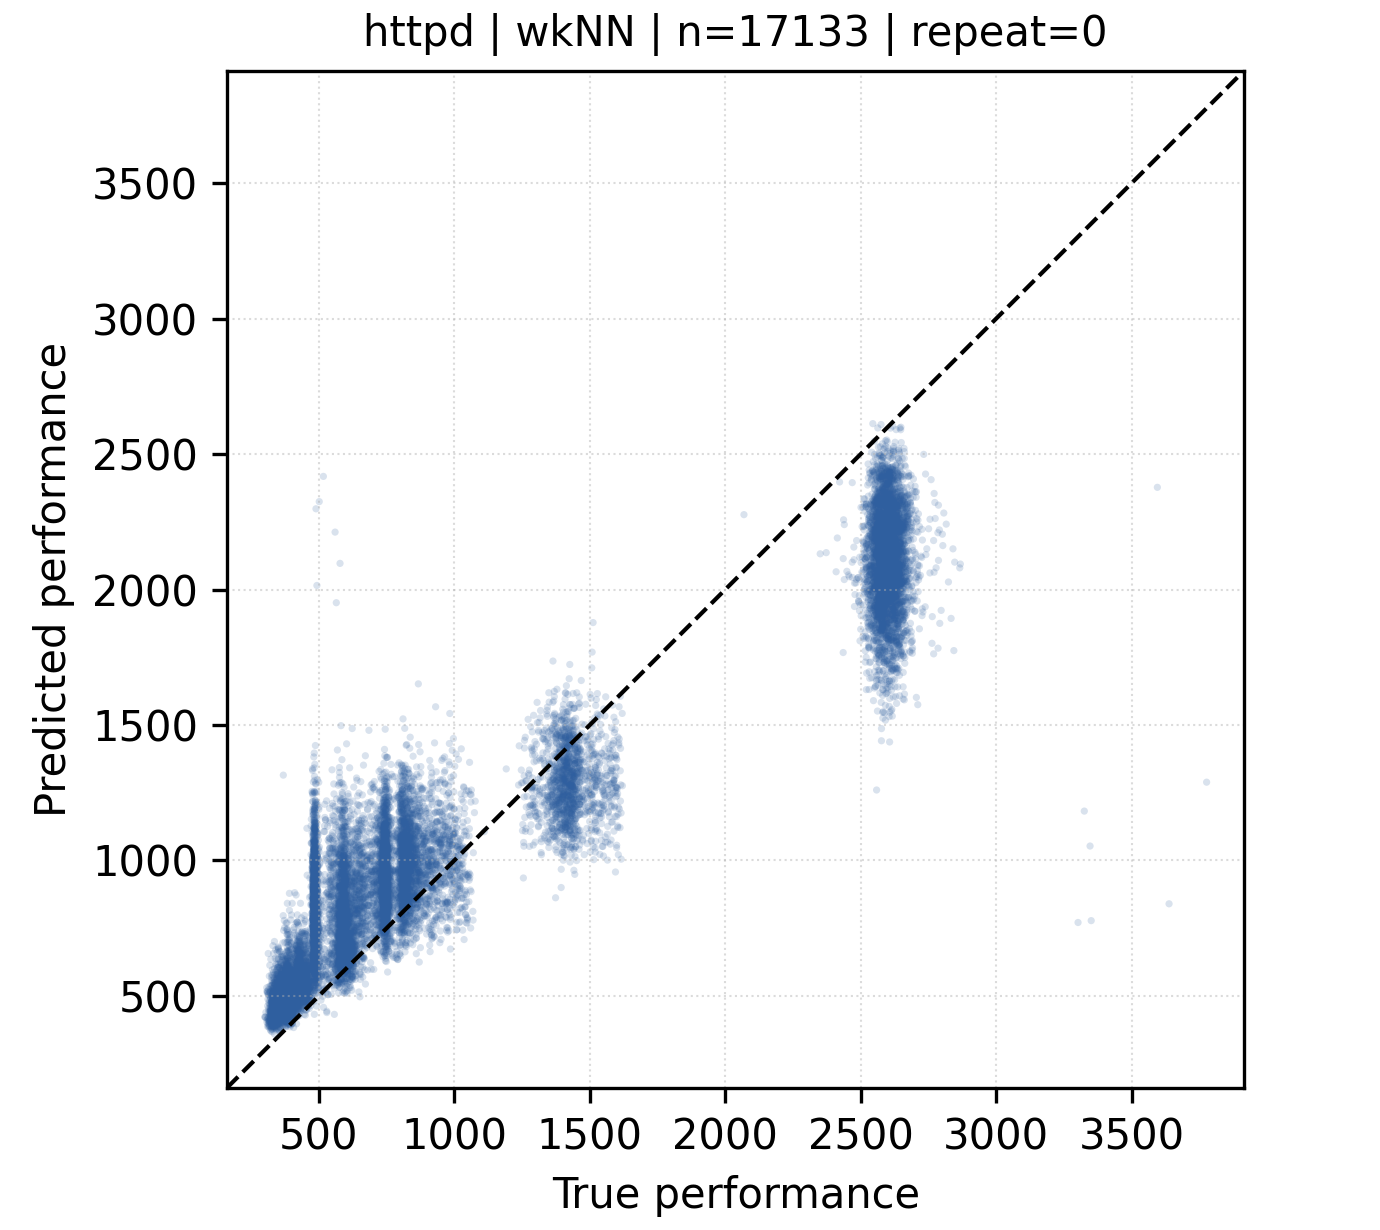 httpd | wkNN | n=17133 | repeat=0
3500
3000
2500
2000
1500
1000
500
Predicted performance
500 1000 1500 2000 2500 3000 3500
True performance